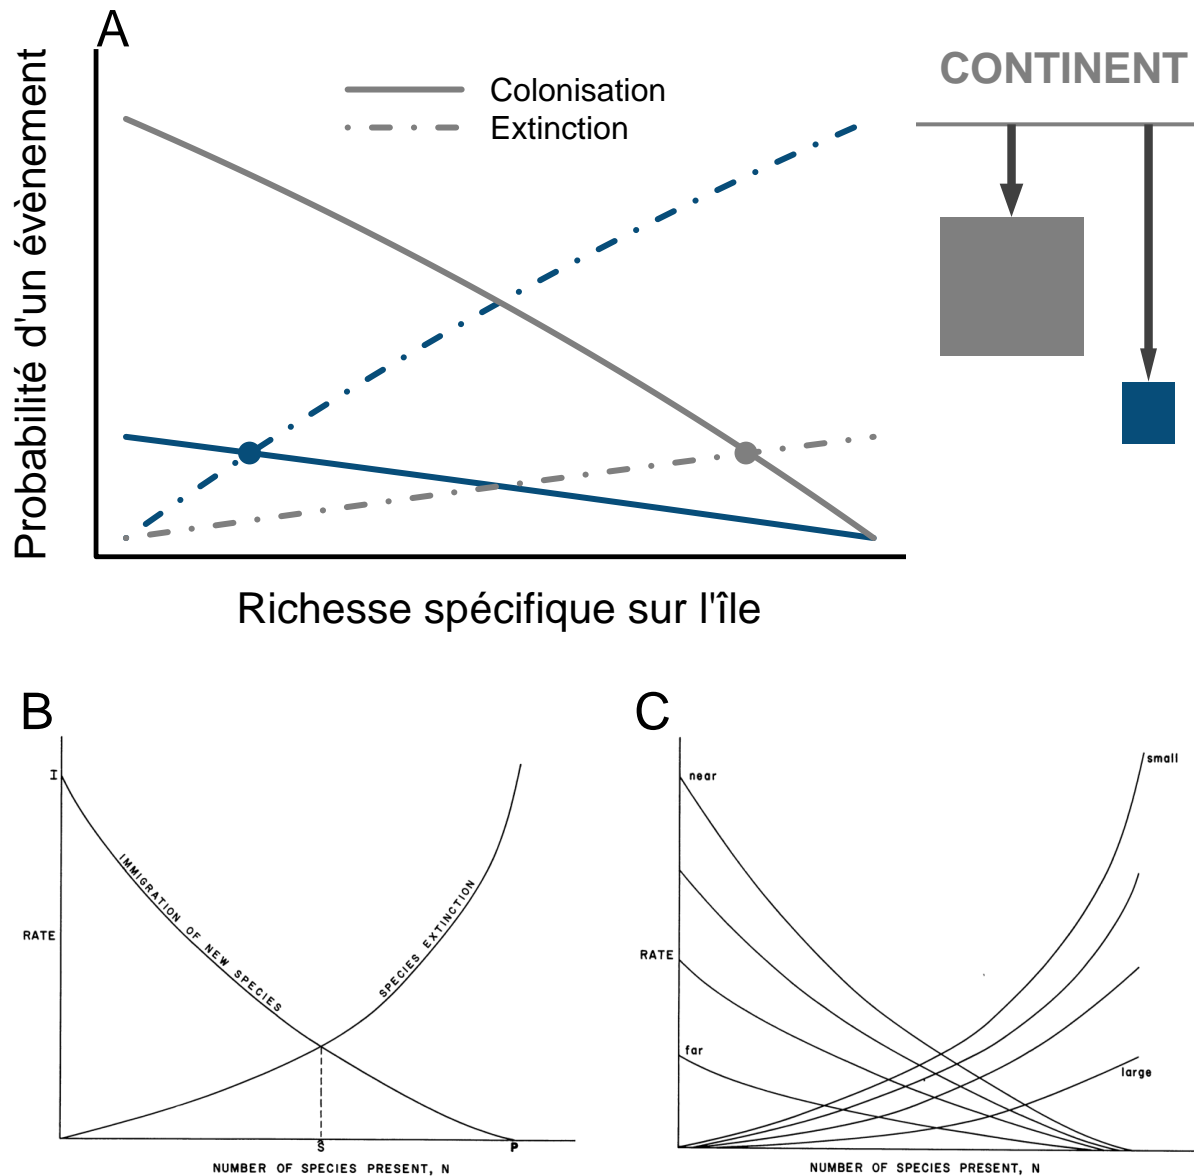 A
Probabilité d'un évènement
Colonisation
Extinction
CONTINENT
Richesse spécifique sur l'île
B
I
IMMIGRATION OF NEW SPECIES
SPECIES EXTINCTION
RATE
Ŝ
P
NUMBER OF SPECIES PRESENT, N
C
near
small
RATE
far
large
NUMBER OF SPECIES PRESENT, N